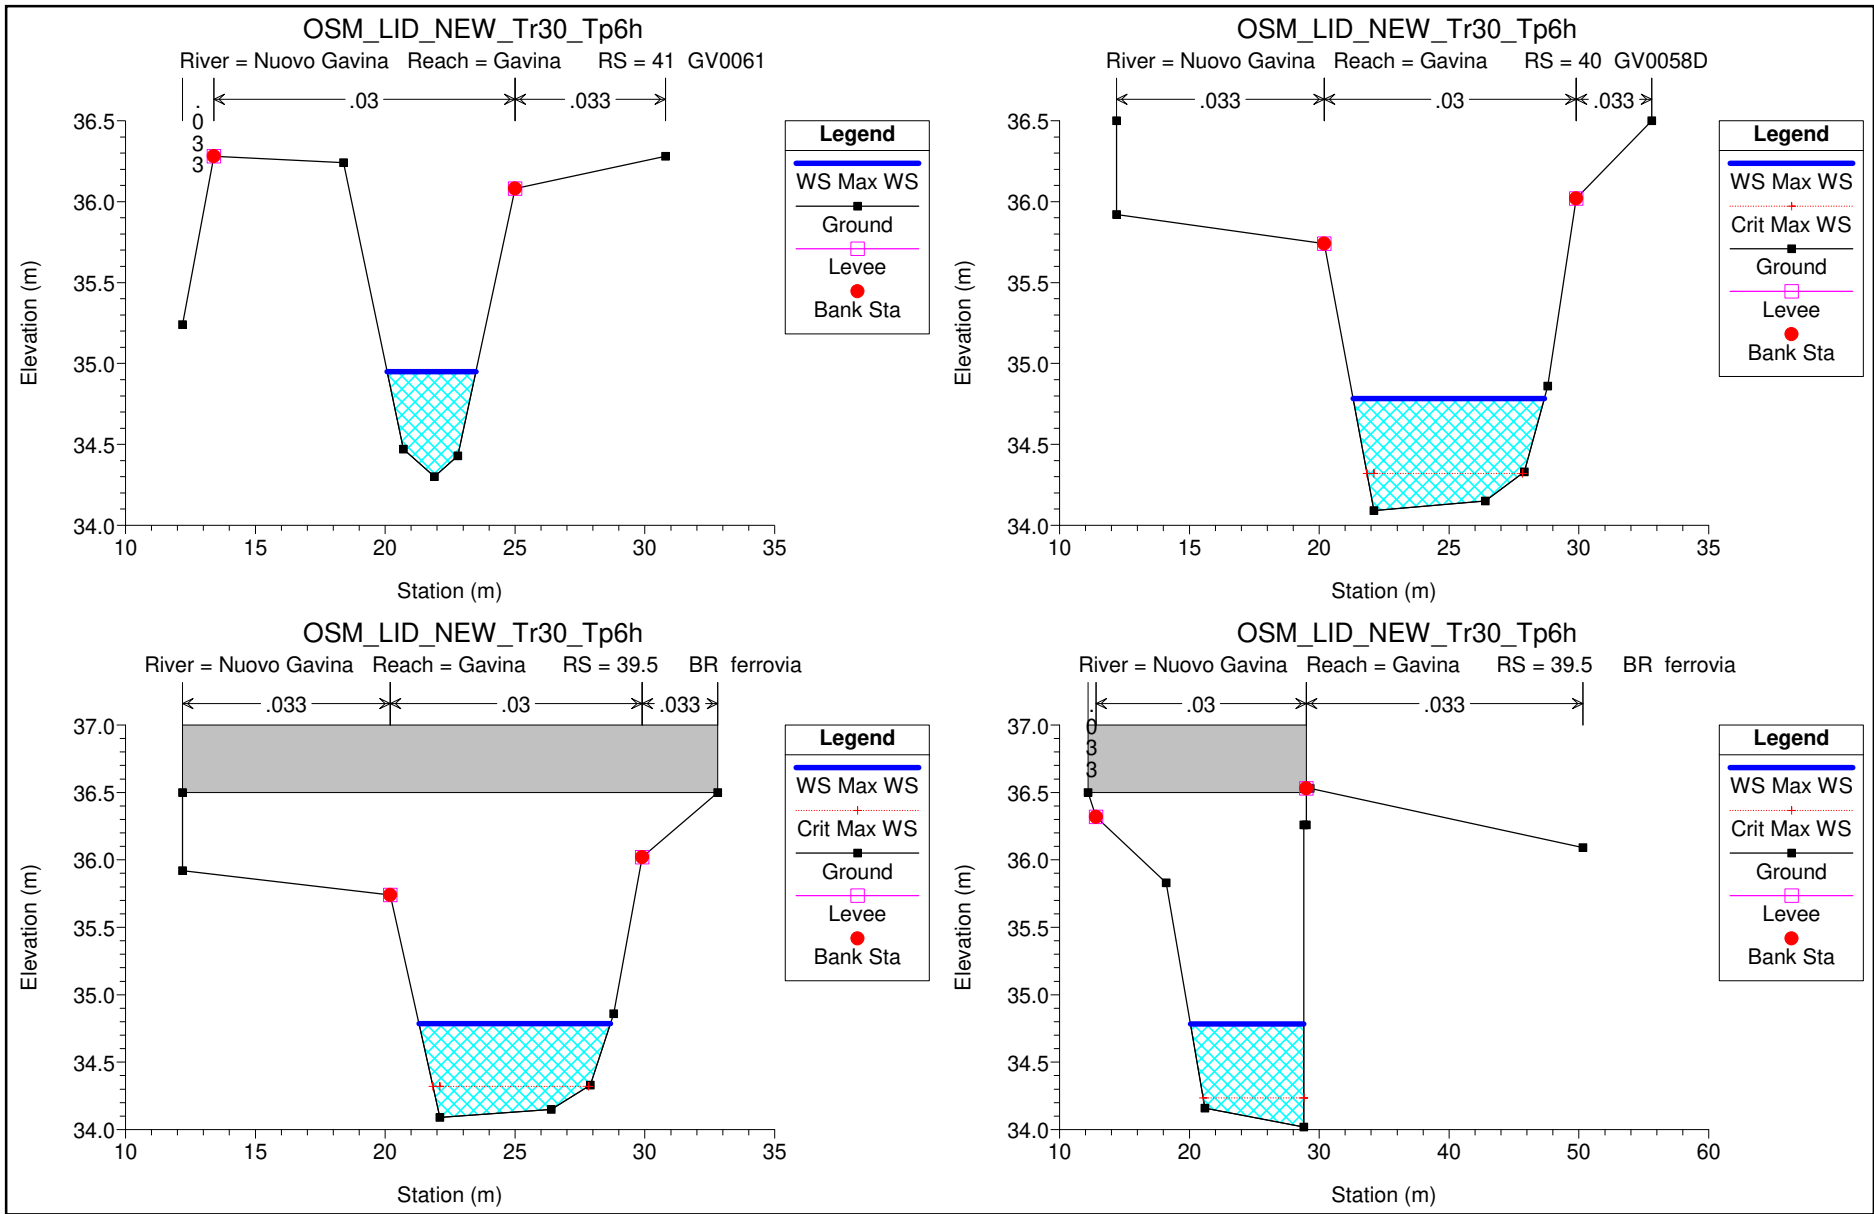 OSM_LID_NEW_Tr30_Tp6h
River = Nuovo Gavina Reach = Gavina RS = 41 GV0061
.033 .03 .033
36.5
36.0
35.5
35.0
34.5
34.0
Elevation (m)
10 15 20 25 30 35
Station (m)
Legend
WS Max WS
Ground
Levee
Bank Sta
OSM_LID_NEW_Tr30_Tp6h
River = Nuovo Gavina Reach = Gavina RS = 40 GV0058D
.033 .03 .033
36.5
36.0
35.5
35.0
34.5
34.0
Elevation (m)
10 15 20 25 30 35
Station (m)
Legend
WS Max WS
Crit Max WS
Ground
Levee
Bank Sta
OSM_LID_NEW_Tr30_Tp6h
River = Nuovo Gavina Reach = Gavina RS = 39.5 BR ferrovia
.033 .03 .033
37.0
36.5
36.0
35.5
35.0
34.5
34.0
Elevation (m)
10 15 20 25 30 35
Station (m)
Legend
WS Max WS
Crit Max WS
Ground
Levee
Bank Sta
OSM_LID_NEW_Tr30_Tp6h
River = Nuovo Gavina Reach = Gavina RS = 39.5 BR ferrovia
.033 .03 .033
37.0
36.5
36.0
35.5
35.0
34.5
34.0
Elevation (m)
10 20 30 40 50 60
Station (m)
Legend
WS Max WS
Crit Max WS
Ground
Levee
Bank Sta